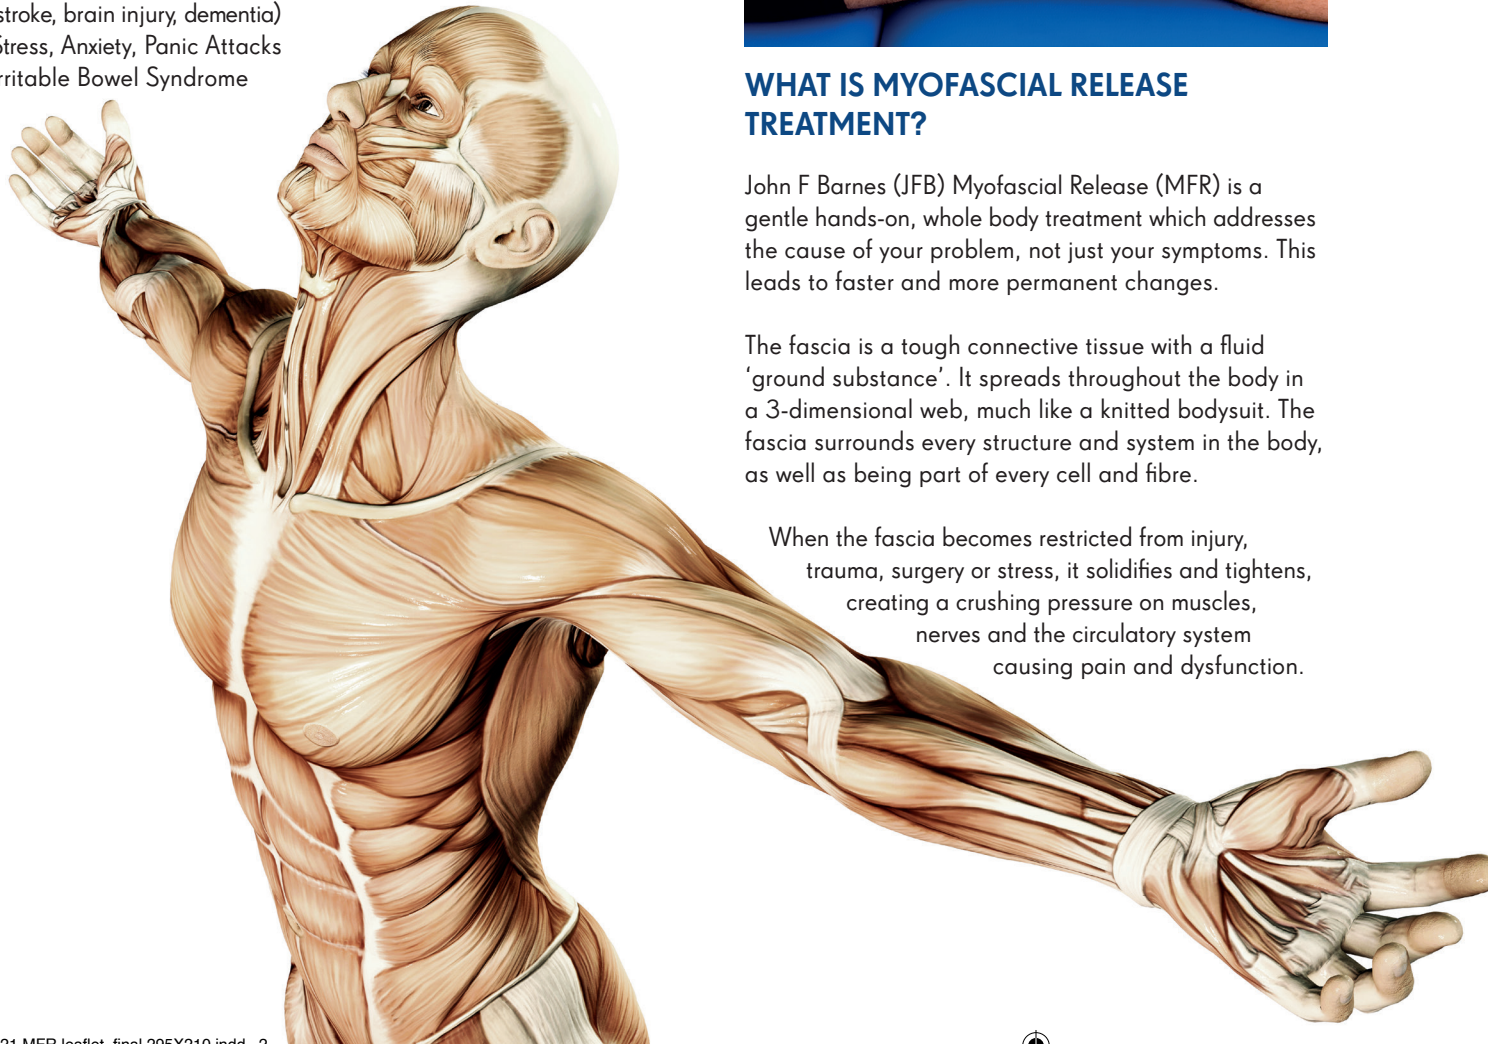 stroke, brain injury, dementia)
Stress, Anxiety, Panic Attacks
rritable Bowel Syndrome
WHAT IS MYOFASCIAL RELEASE
TREATMENT?
John F Barnes (JFB) Myofascial Release (MFR) is a
gentle hands-on, whole body treatment which addresses
the cause of your problem, not just your symptoms. This
leads to faster and more permanent changes.
The fascia is a tough connective tissue with a fluid
‘ground substance’. It spreads throughout the body in
a 3-dimensional web, much like a knitted bodysuit. The
fascia surrounds every structure and system in the body,
as well as being part of every cell and fibre.
When the fascia becomes restricted from injury,
trauma, surgery or stress, it solidifies and tightens,
creating a crushing pressure on muscles,
nerves and the circulatory system
causing pain and dysfunction.